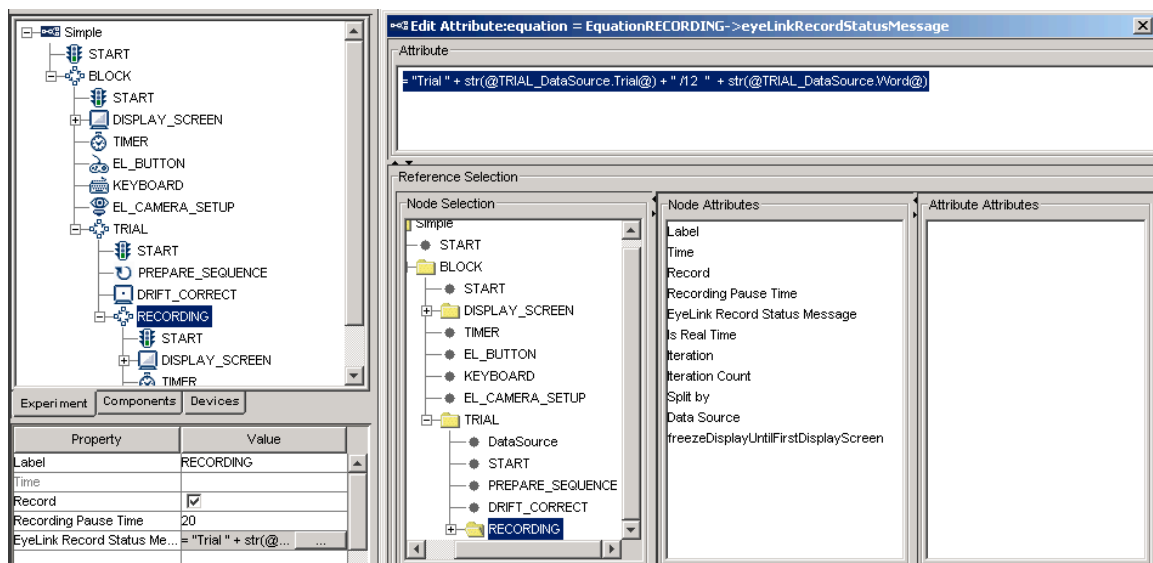 Simple
START
BLOCK
START
DISPLAY_SCREEN
TIMER
EL_BUTTON
KEYBOARD
EL_CAMERA_SETUP
TRIAL
START
PREPARE_SEQUENCE
DRIFT_CORRECT
RECORDING
START
DISPLAY_SCREEN
TIMER
Experiment Components Devices
Property Value
Label RECORDING
Time
Record
Recording Pause Time 20
EyeLink Record Status Me... = "Trial " + str(@... ...
Edit Attribute:equation = EquationRECORDING->eyeLinkRecordStatusMessage
Attribute
= "Trial " + str(@TRIAL_DataSource.Trial@) + " /12  " + str(@TRIAL_DataSource.Word@)
Reference Selection
Node Selection
Simple
START
BLOCK
START
DISPLAY_SCREEN
TIMER
EL_BUTTON
KEYBOARD
EL_CAMERA_SETUP
TRIAL
DataSource
START
PREPARE_SEQUENCE
DRIFT_CORRECT
RECORDING
Node Attributes
Label
Time
Record
Recording Pause Time
EyeLink Record Status Message
Is Real Time
Iteration
Iteration Count
Split by
Data Source
freezeDisplayUntilFirstDisplayScreen
Attribute Attributes